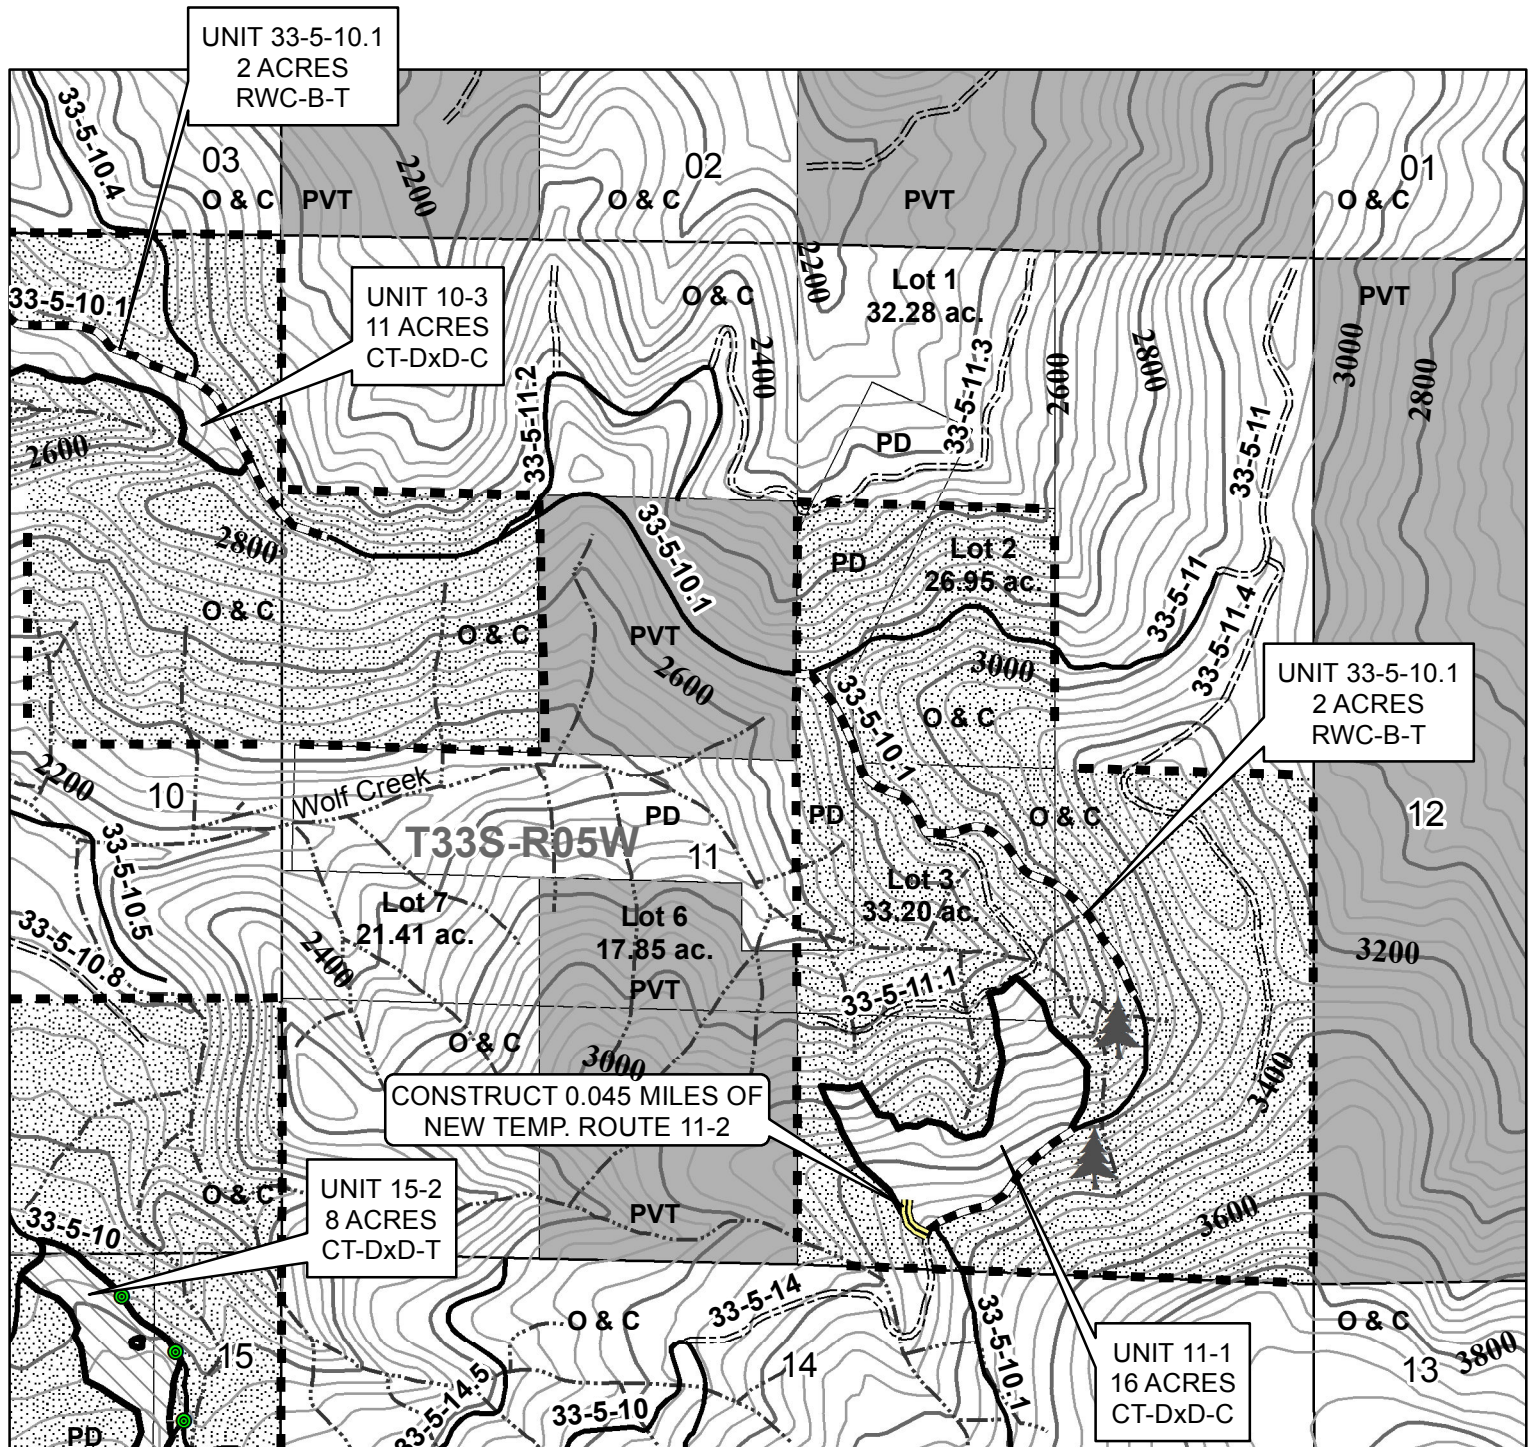 UNIT 33-5-10.1
2 ACRES
RWC-B-T
33-5-10.4
03
O & C
PVT
2200
02
O & C
PVT
01
O & C
33-5-10.1
UNIT 10-3
11 ACRES
CT-DxD-C
O & C
2200
Lot 1
32.28 ac.
PVT
3000
2800
2800
2600
2400
33-5-11.3
33-5-11.2
PD
33-5-11
2600
2800
33-5-10.1
PD
Lot 2
26.95 ac.
33-5-11
33-5-11.4
O & C
O & C
PVT
2600
3000
O & C
33-5-10.1
UNIT 33-5-10.1
2 ACRES
RWC-B-T
2200
10
Wolf Creek
T33S-R05W
PD
11
PD
O & C
12
33-5-10.5
33-5-10.8
Lot 7
21.41 ac.
Lot 6
17.85 ac.
Lot 3
33.20 ac.
2400
PVT
33-5-11.1
3200
O & C
3000
3400
CONSTRUCT 0.045 MILES OF
NEW TEMP. ROUTE 11-2
O & C
33-5-10
UNIT 15-2
8 ACRES
CT-DxD-T
PVT
3600
33-5-14
O & C
33-5-10.1
O & C
15
14
13
3800
UNIT 11-1
16 ACRES
CT-DxD-C
33-5-14.5
33-5-10
PD